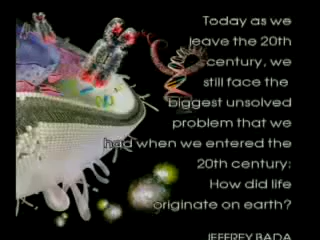 Today as we
leave the 20th
century, we
still face the
biggest unsolved
problem that we
had when we entered the
20th century:
How did life
originate on earth?
JEFFREY BADA